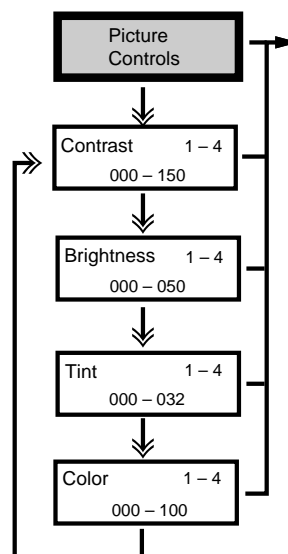 Picture
Controls
Contrast 1 – 4
000 – 150
Brightness 1 – 4
000 – 050
Tint 1 – 4
000 – 032
Color 1 – 4
000 – 100